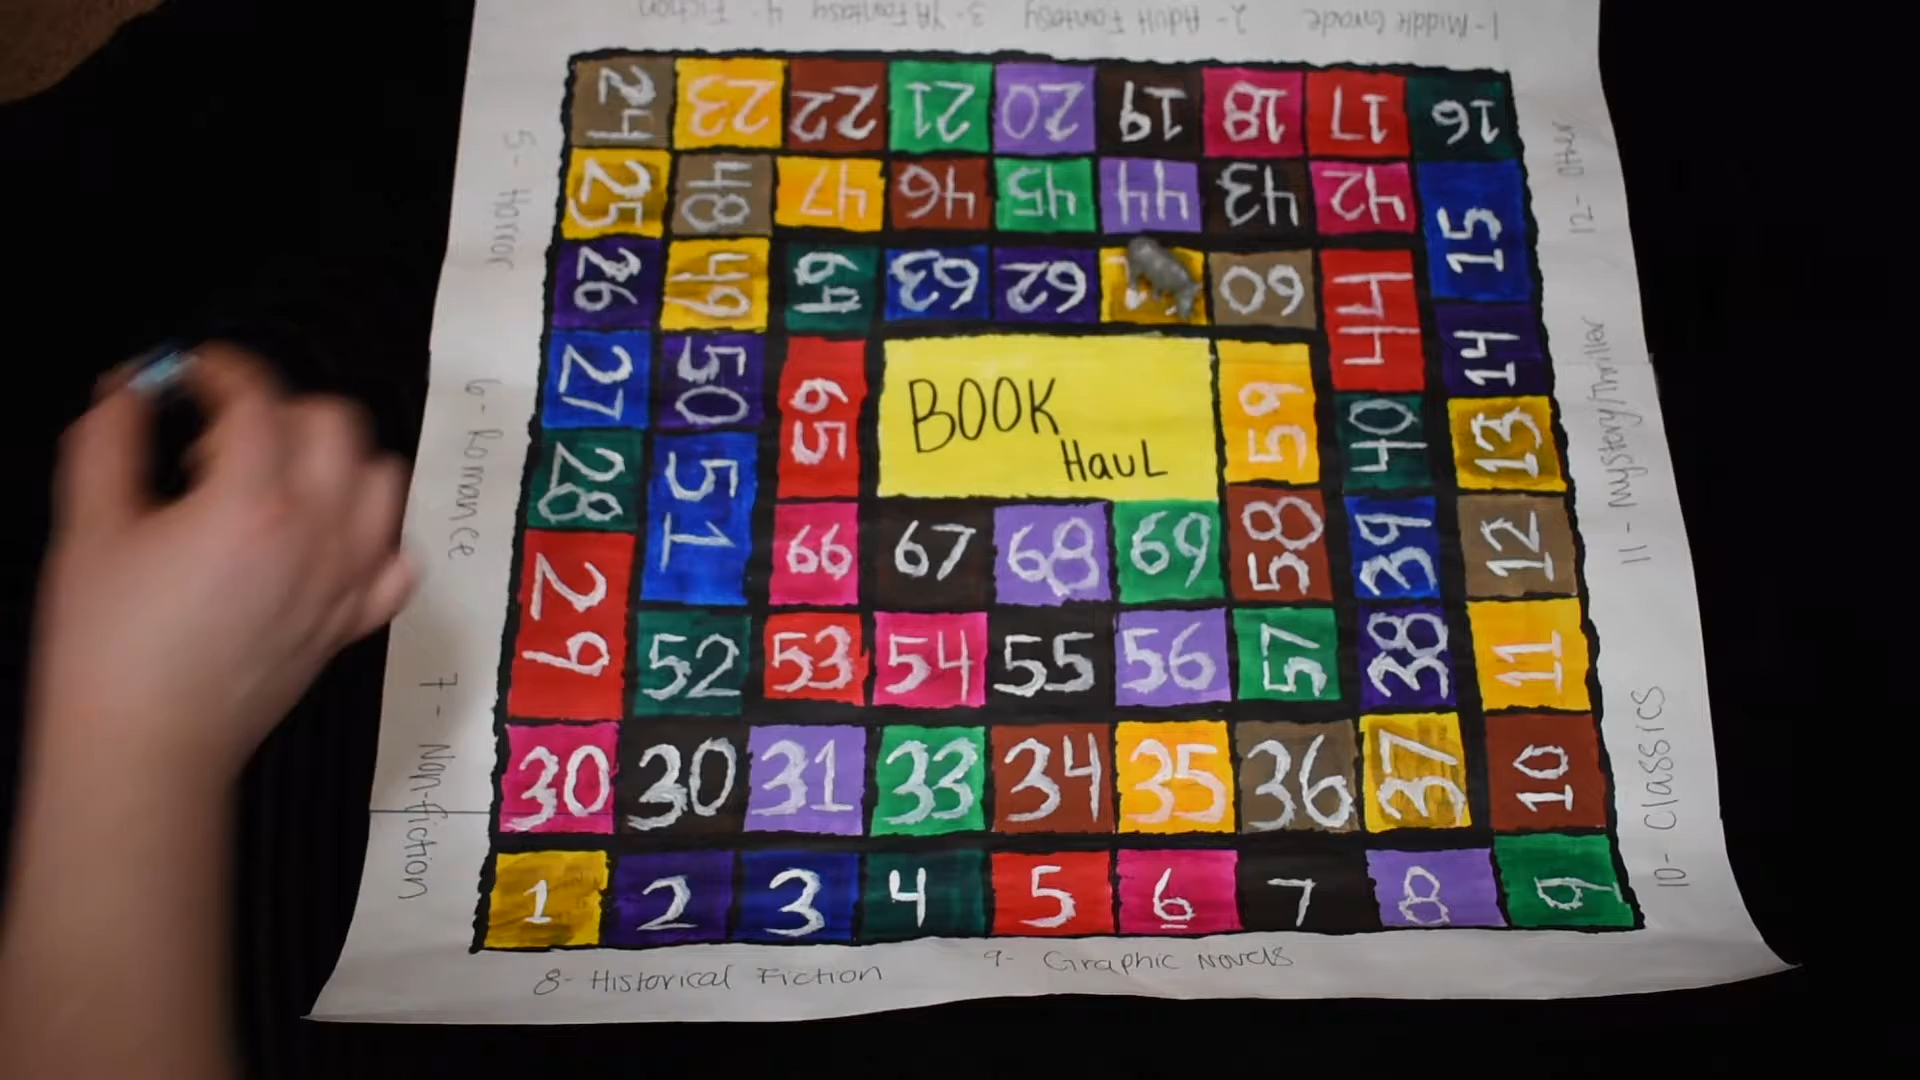 1-Middle Grade 2- Adult Fantasy 3- YA Fantasy 4- Fiction
24 23 22 21 20 19 18 17 16
25 48 47 46 45 44 43 42 15
26 49 64 63 62 60 44 14
27 50 65 BOOK HauL 59 40 13
28 51 66 67 68 69 58 39 12
29 52 53 54 55 56 57 38 11
30 30 31 33 34 35 36 37 10
1 2 3 4 5 6 7 8 9
5- Horror
6- Romance
7- Non-fiction
8- Historical Fiction
9- Graphic Novels
10- Classics
11- Mystery/Thriller
12- Other